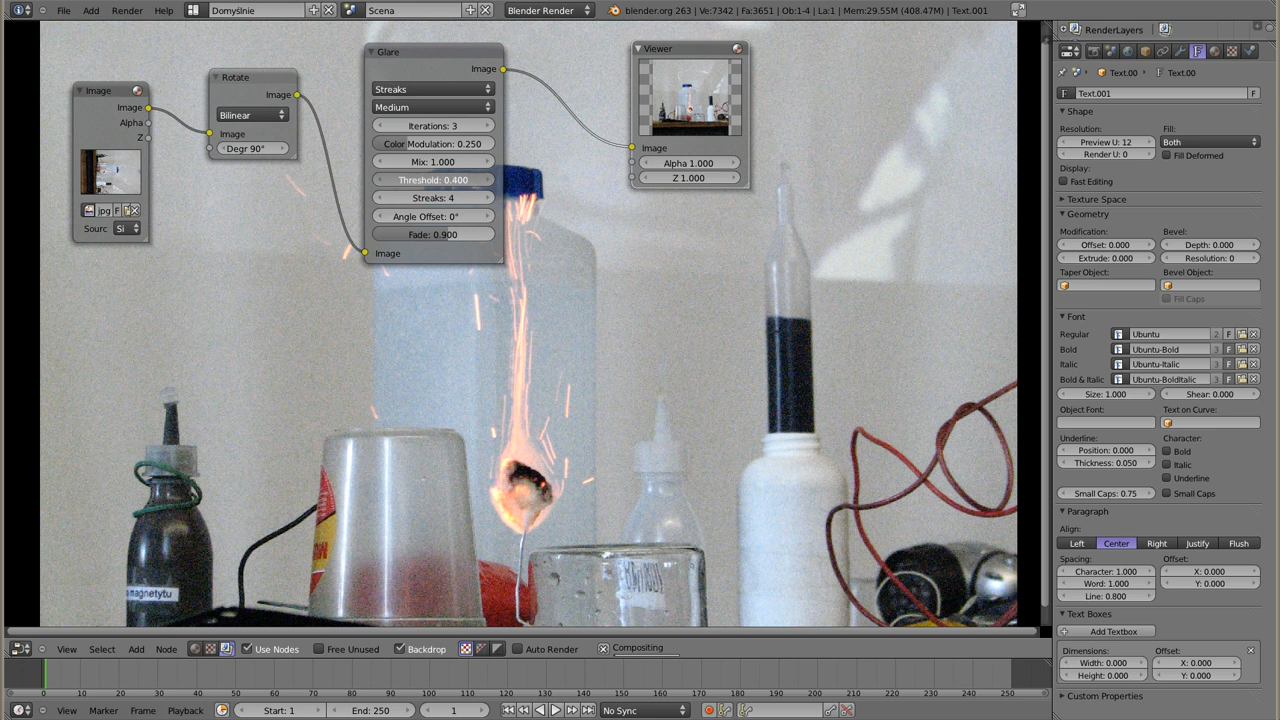 File Add Render Help Domyślnie Scena Blender Render blender.org 263 | Ve:7342 | Fa:3651 | Ob:1-4 | La:1 | Mem:29.55M (408.47M) | Text.001
RenderLayers
Text.00 Text.00
Text.001 F
Shape
Resolution: Fill:
Preview U: 12 Both
Render U: 0 Fill Deformed
Display:
Fast Editing
Texture Space
Geometry
Modification: Bevel:
Offset: 0.000 Depth: 0.000
Extrude: 0.000 Resolution: 0
Taper Object: Bevel Object:
Fill Caps
Font
Regular Ubuntu 2 F
Bold Ubuntu-Bold 3 F
Italic Ubuntu-Italic 3 F
Bold & Italic Ubuntu-BoldItalic 3 F
Size: 1.000 Shear: 0.000
Object Font: Text on Curve:
Underline: Character:
Position: 0.000 Bold
Thickness: 0.050 Italic
Underline
Small Caps: 0.75 Small Caps
Paragraph
Align:
Left Center Right Justify Flush
Spacing: Offset:
Character: 1.000 X: 0.000
Word: 1.000 Y: 0.000
Line: 0.800
Text Boxes
Add Textbox
Dimensions: Offset:
Width: 0.000 X: 0.000
Height: 0.000 Y: 0.000
Custom Properties
Image
Image
Alpha
Z
jpg F
Sourc Si
Rotate
Image
Bilinear
Image
Degr 90°
Glare
Image
Streaks
Medium
Iterations: 3
Color Modulation: 0.250
Mix: 1.000
Threshold: 0.400
Streaks: 4
Angle Offset: 0°
Fade: 0.900
Image
Viewer
Image
Alpha 1.000
Z 1.000
magnetytu
View Select Add Node Use Nodes Free Unused Backdrop Auto Render Compositing
0 10 20 30 40 50 60 70 80 90 100 110 120 130 140 150 160 170 180 190 200 210 220 230 240 250
View Marker Frame Playback Start: 1 End: 250 1 No Sync